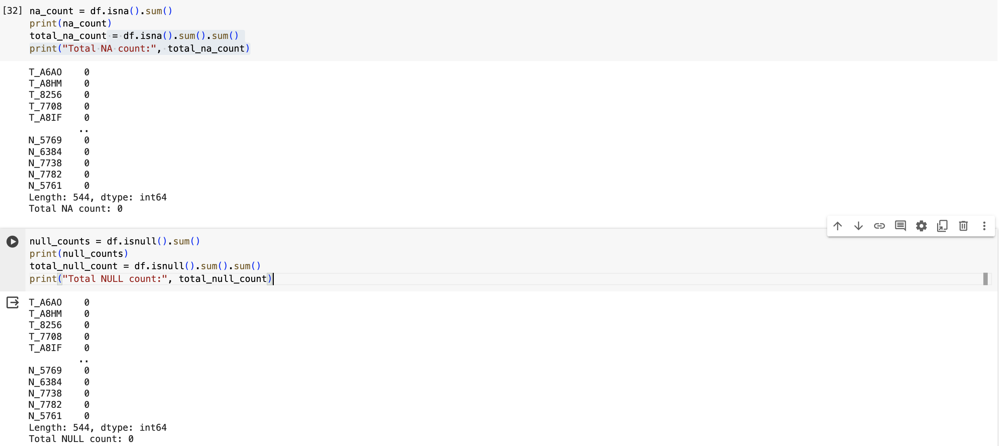 [32] na_count = df.isna().sum()
print(na_count)
total_na_count = df.isna().sum().sum()
print("Total NA count:", total_na_count)
T_A6AO 0
T_A8HM 0
T_8256 0
T_7708 0
T_A8IF 0
..
N_5769 0
N_6384 0
N_7738 0
N_7782 0
N_5761 0
Length: 544, dtype: int64
Total NA count: 0
null_counts = df.isnull().sum()
print(null_counts)
total_null_count = df.isnull().sum().sum()
print("Total NULL count:", total_null_count)
T_A6AO 0
T_A8HM 0
T_8256 0
T_7708 0
T_A8IF 0
..
N_5769 0
N_6384 0
N_7738 0
N_7782 0
N_5761 0
Length: 544, dtype: int64
Total NULL count: 0